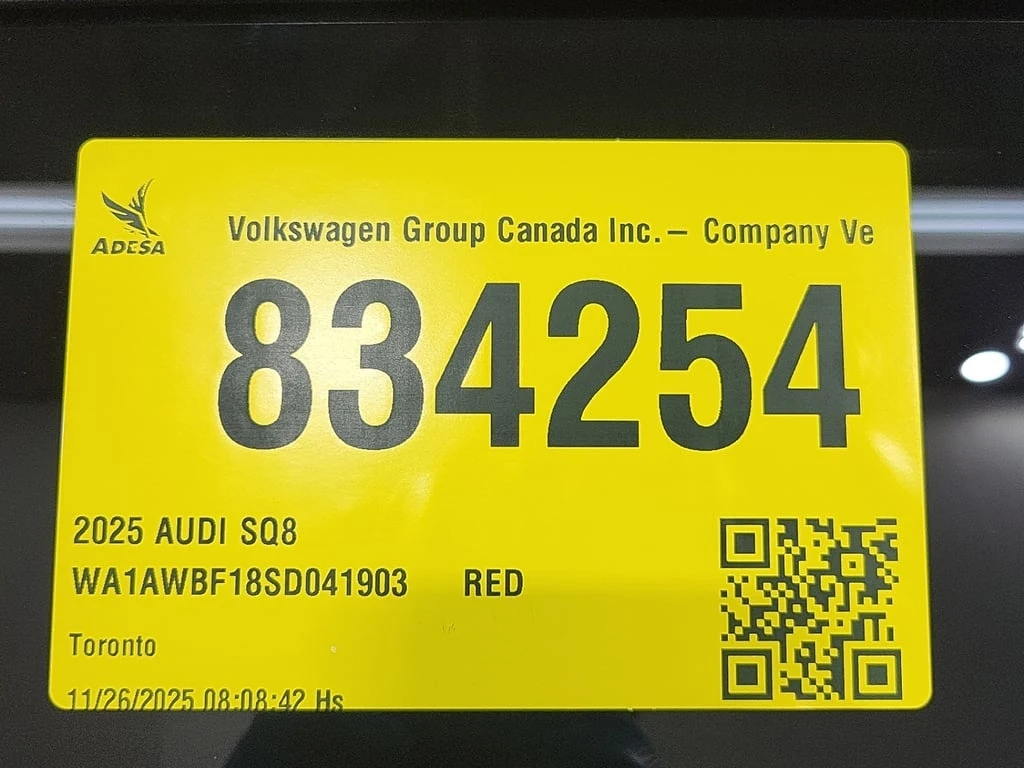 ADESA
Volkswagen Group Canada Inc. – Company Ve
834254
2025 AUDI SQ8
WA1AWBF18SD041903 RED
Toronto
11/26/2025 08:08:42 Hs